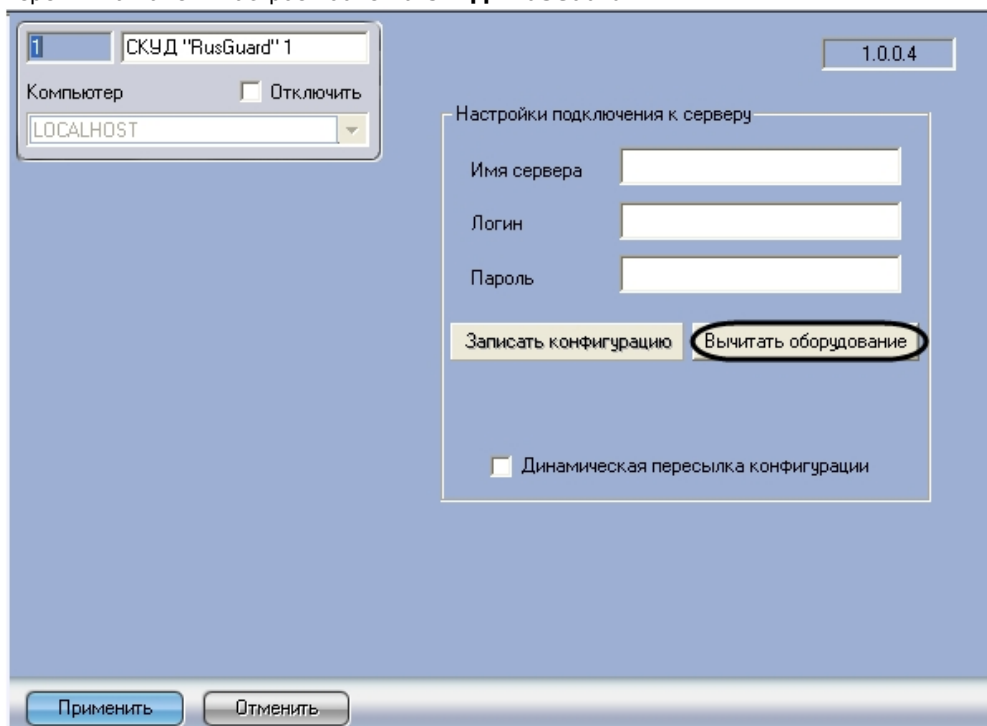 1
СКУД "RusGuard" 1
1.0.0.4
Компьютер
Отключить
LOCALHOST
Настройки подключения к серверу
Имя сервера
Логин
Пароль
Записать конфигурацию
Вычитать оборудование
Динамическая пересылка конфигурации
Применить
Отменить